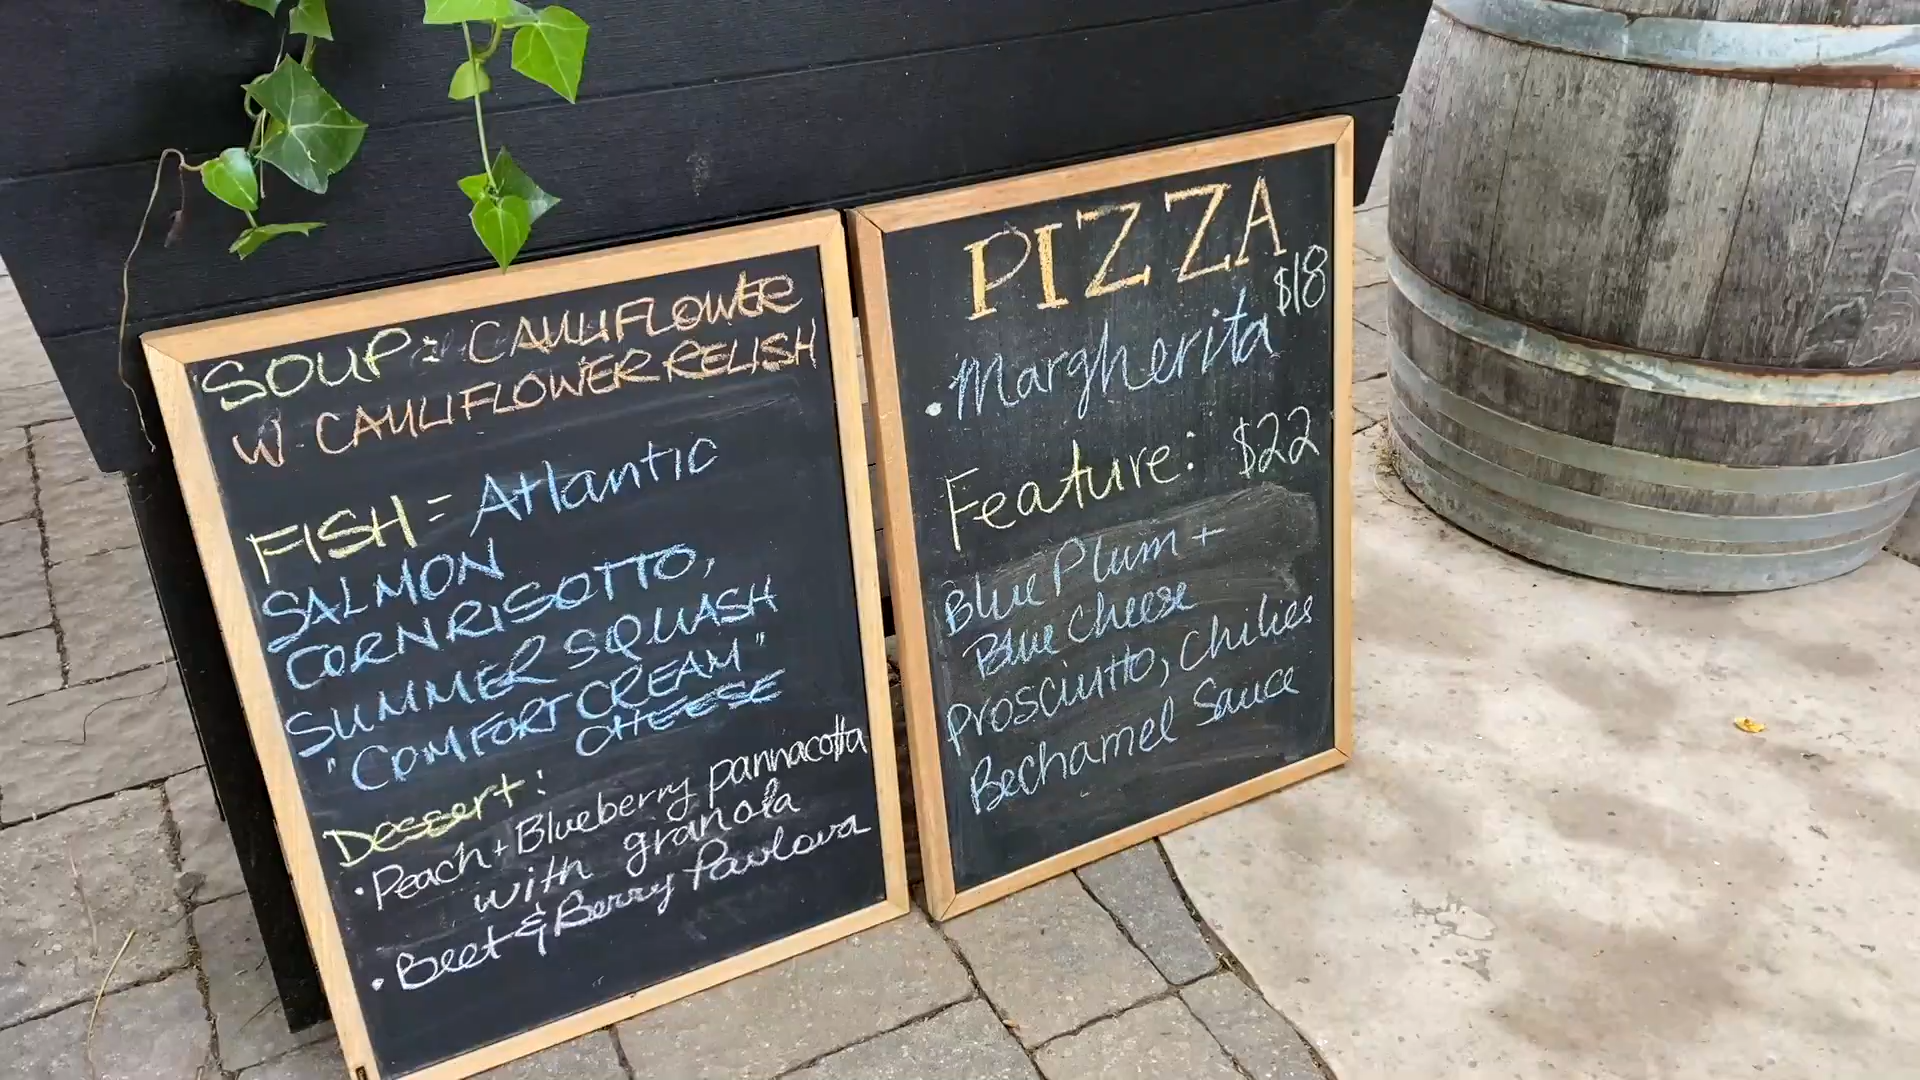 SOUP: CAULIFLOWER
W. CAULIFLOWER RELISH
FISH = Atlantic
SALMON
CORN RISOTTO,
SUMMER SQUASH
"COMFORT CREAM"
CHEESE
Dessert:
• Peach + Blueberry pannacotta
with granola
• Beet & Berry Pavlova
PIZZA
$18
• Margherita
Feature: $22
Blue Plum +
Blue Cheese
Prosciutto, Chilies
Bechamel Sauce